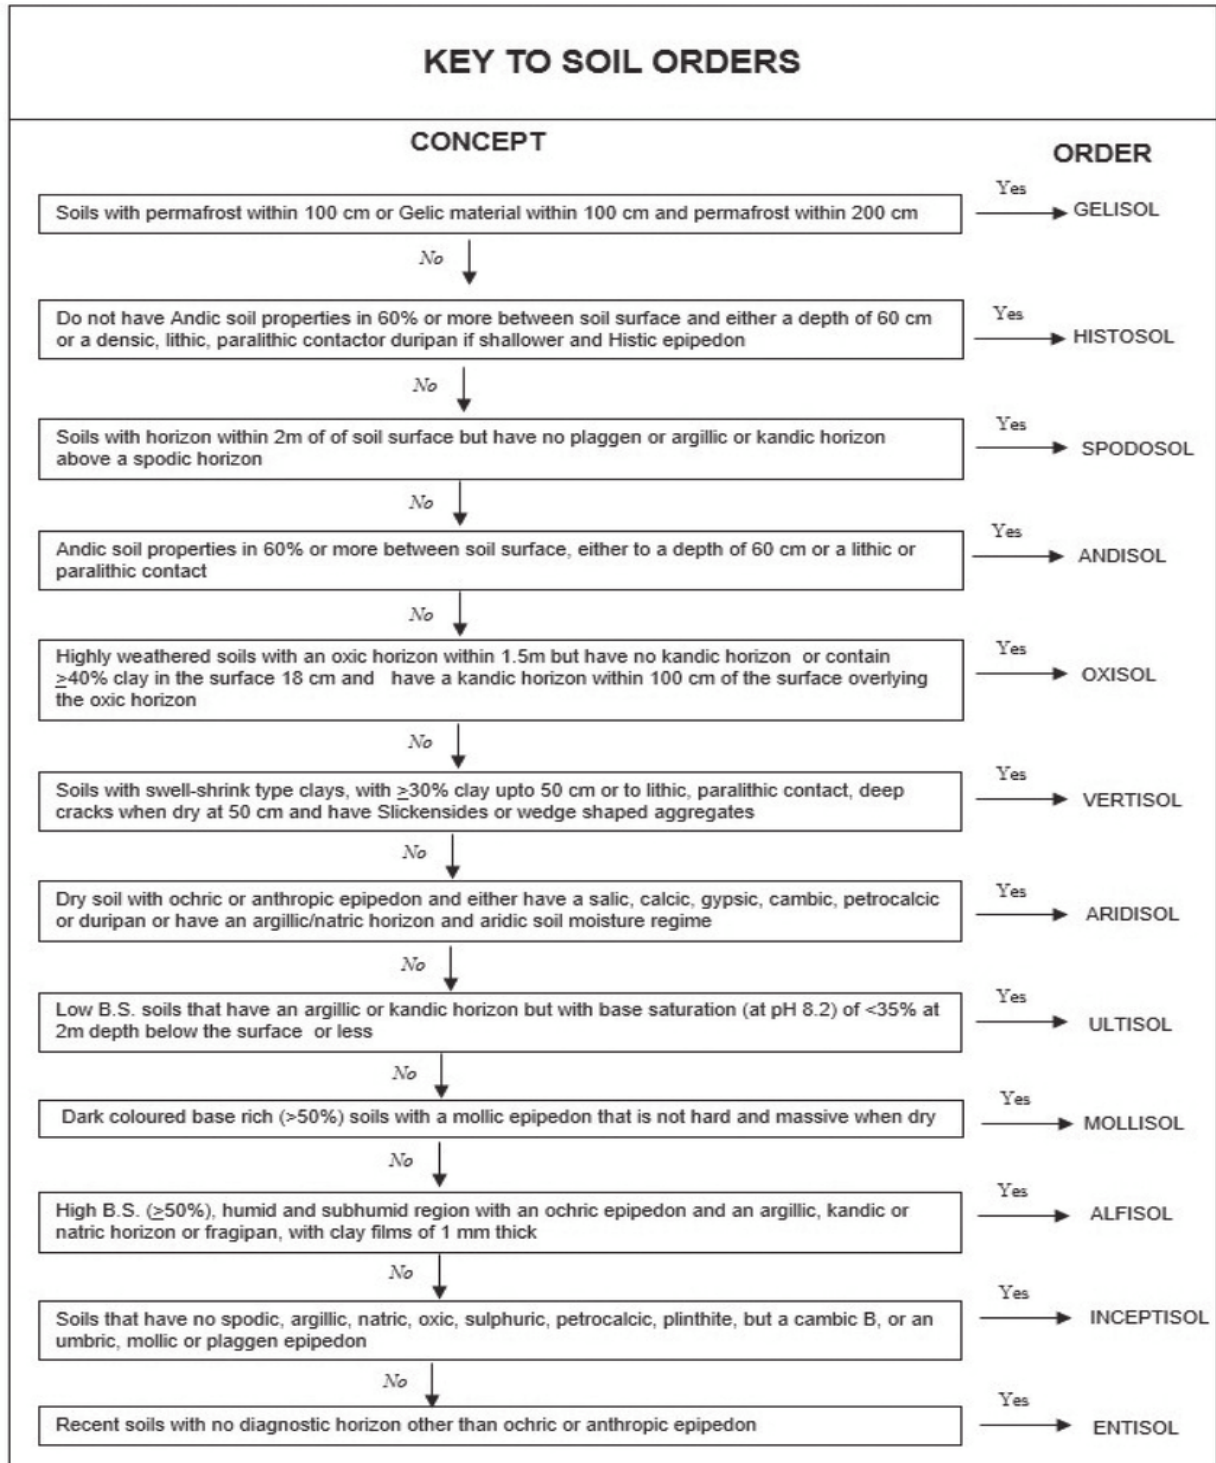 KEY TO SOIL ORDERS
CONCEPT
ORDER
Soils with permafrost within 100 cm or Gelic material within 100 cm and permafrost within 200 cm
Yes
GELISOL
No
Do not have Andic soil properties in 60% or more between soil surface and either a depth of 60 cm
or a densic, lithic, paralithic contactor duripan if shallower and Histic epipedon
Yes
HISTOSOL
No
Soils with horizon within 2m of of soil surface but have no plaggen or argillic or kandic horizon
above a spodic horizon
Yes
SPODOSOL
No
Andic soil properties in 60% or more between soil surface, either to a depth of 60 cm or a lithic or
paralithic contact
Yes
ANDISOL
No
Highly weathered soils with an oxic horizon within 1.5m but have no kandic horizon or contain
≥40% clay in the surface 18 cm and have a kandic horizon within 100 cm of the surface overlying
the oxic horizon
Yes
OXISOL
No
Soils with swell-shrink type clays, with ≥30% clay upto 50 cm or to lithic, paralithic contact, deep
cracks when dry at 50 cm and have Slickensides or wedge shaped aggregates
Yes
VERTISOL
No
Dry soil with ochric or anthropic epipedon and either have a salic, calcic, gypsic, cambic, petrocalcic
or duripan or have an argillic/natric horizon and aridic soil moisture regime
Yes
ARIDISOL
No
Low B.S. soils that have an argillic or kandic horizon but with base saturation (at pH 8.2) of <35% at
2m depth below the surface or less
Yes
ULTISOL
No
Dark coloured base rich (>50%) soils with a mollic epipedon that is not hard and massive when dry
Yes
MOLLISOL
No
High B.S. (≥50%), humid and subhumid region with an ochric epipedon and an argillic, kandic or
natric horizon or fragipan, with clay films of 1 mm thick
Yes
ALFISOL
No
Soils that have no spodic, argillic, natric, oxic, sulphuric, petrocalcic, plinthite, but a cambic B, or an
umbric, mollic or plaggen epipedon
Yes
INCEPTISOL
No
Recent soils with no diagnostic horizon other than ochric or anthropic epipedon
Yes
ENTISOL